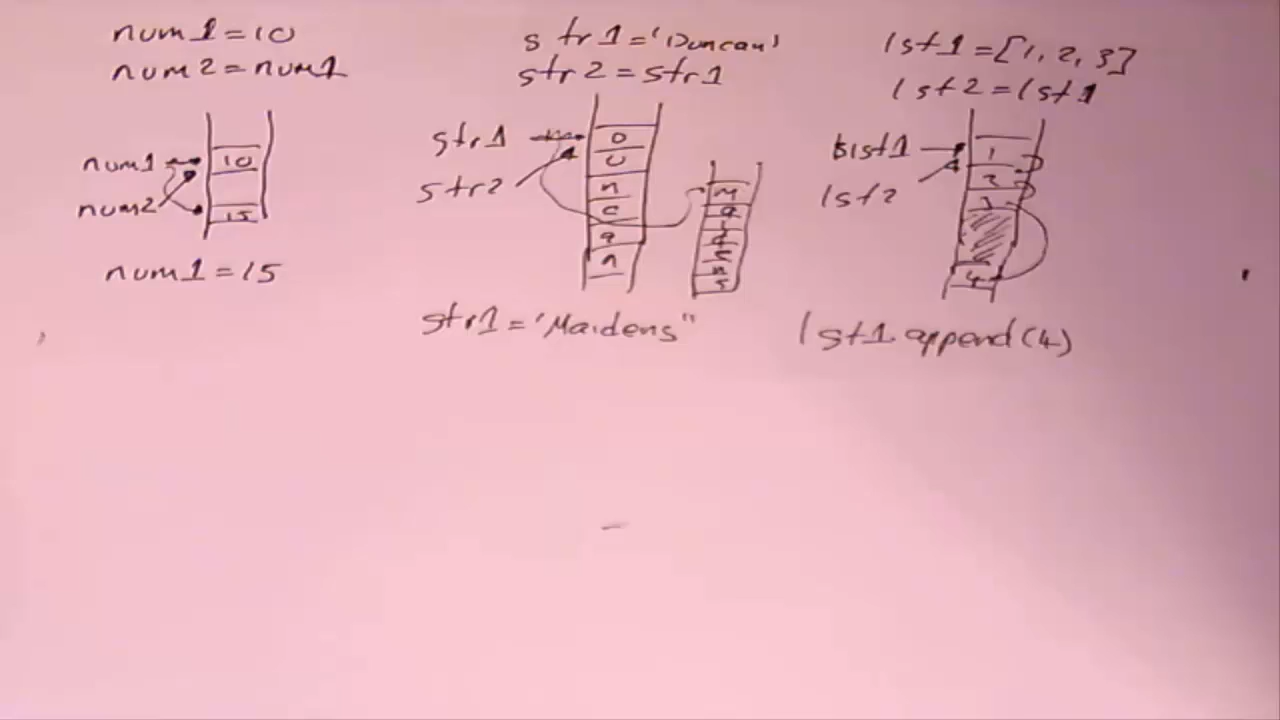 num1=10
num2=num1
num1
num2
10
15
num1=15
str1='Duncan'
str2=str1
str1
str2
D
U
n
c
a
n
M
a
i
d
e
n
s
str1='Maidens"
lst1=[1, 2, 3]
lst2=lst1
lst1
lst2
1
2
3
4
lst1.append(4)